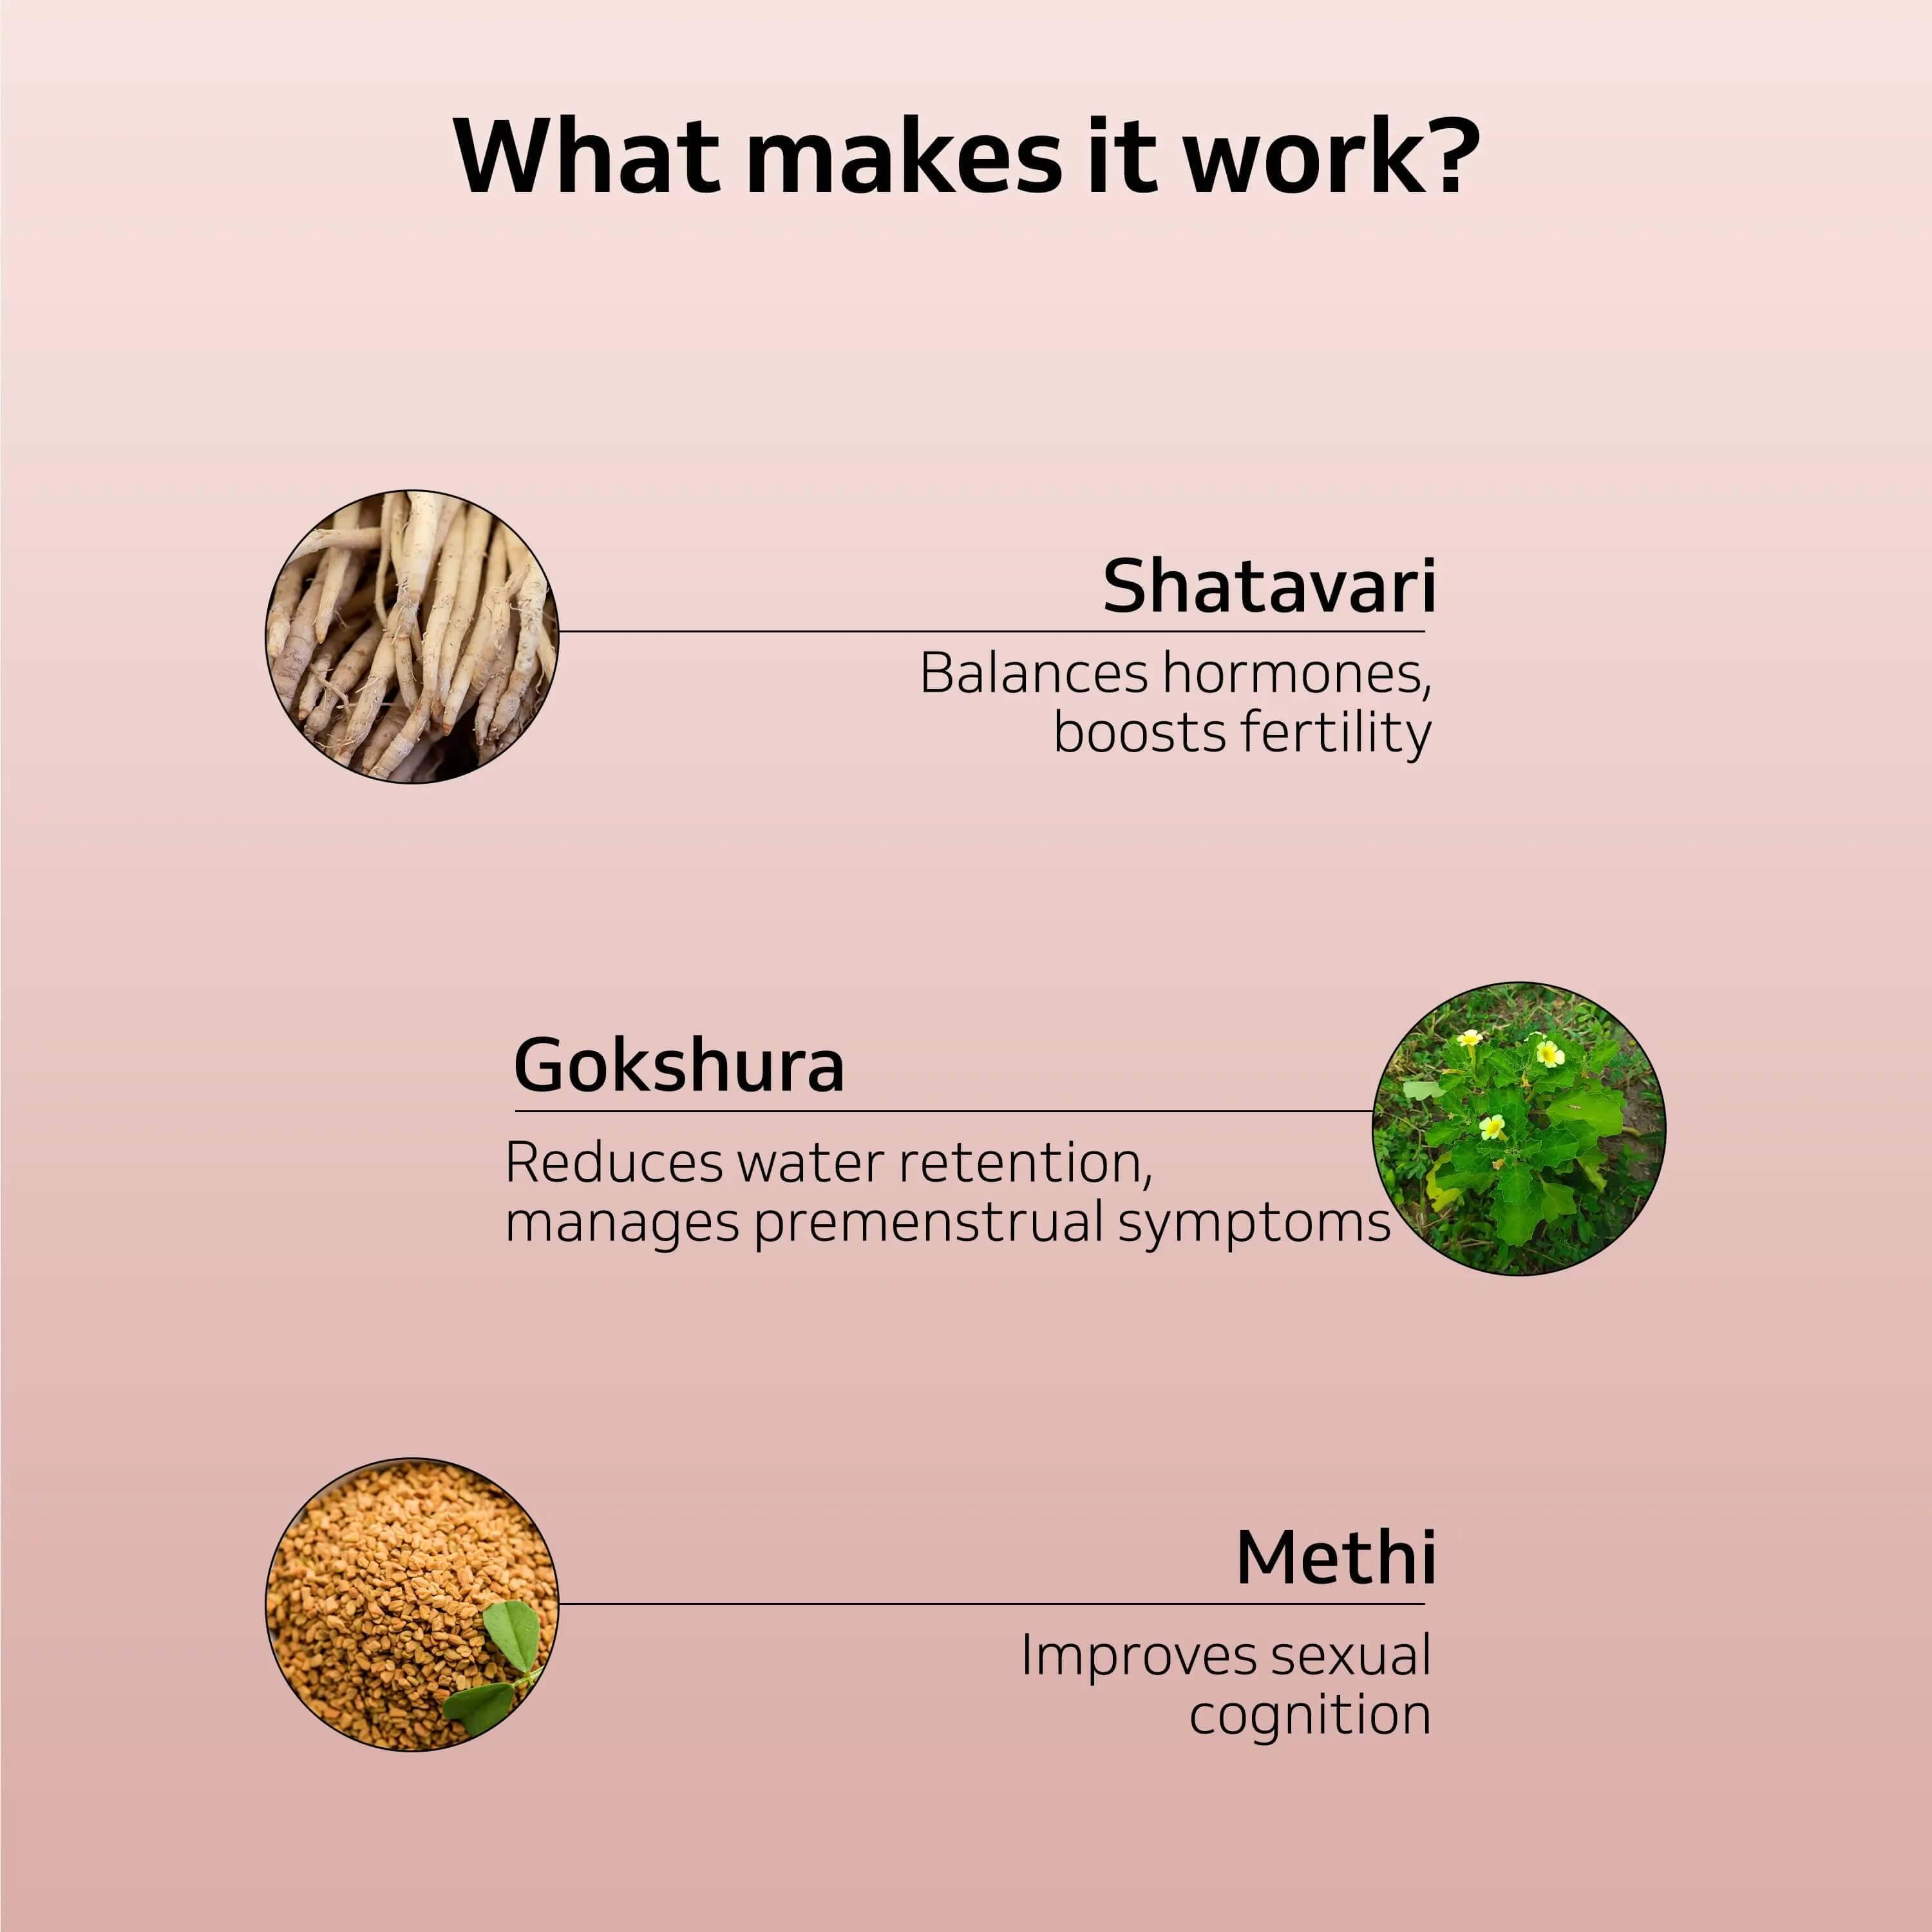 What makes it work?
Shatavari
Balances hormones,
boosts fertility
Gokshura
Reduces water retention,
manages premenstrual symptoms
Methi
Improves sexual
cognition